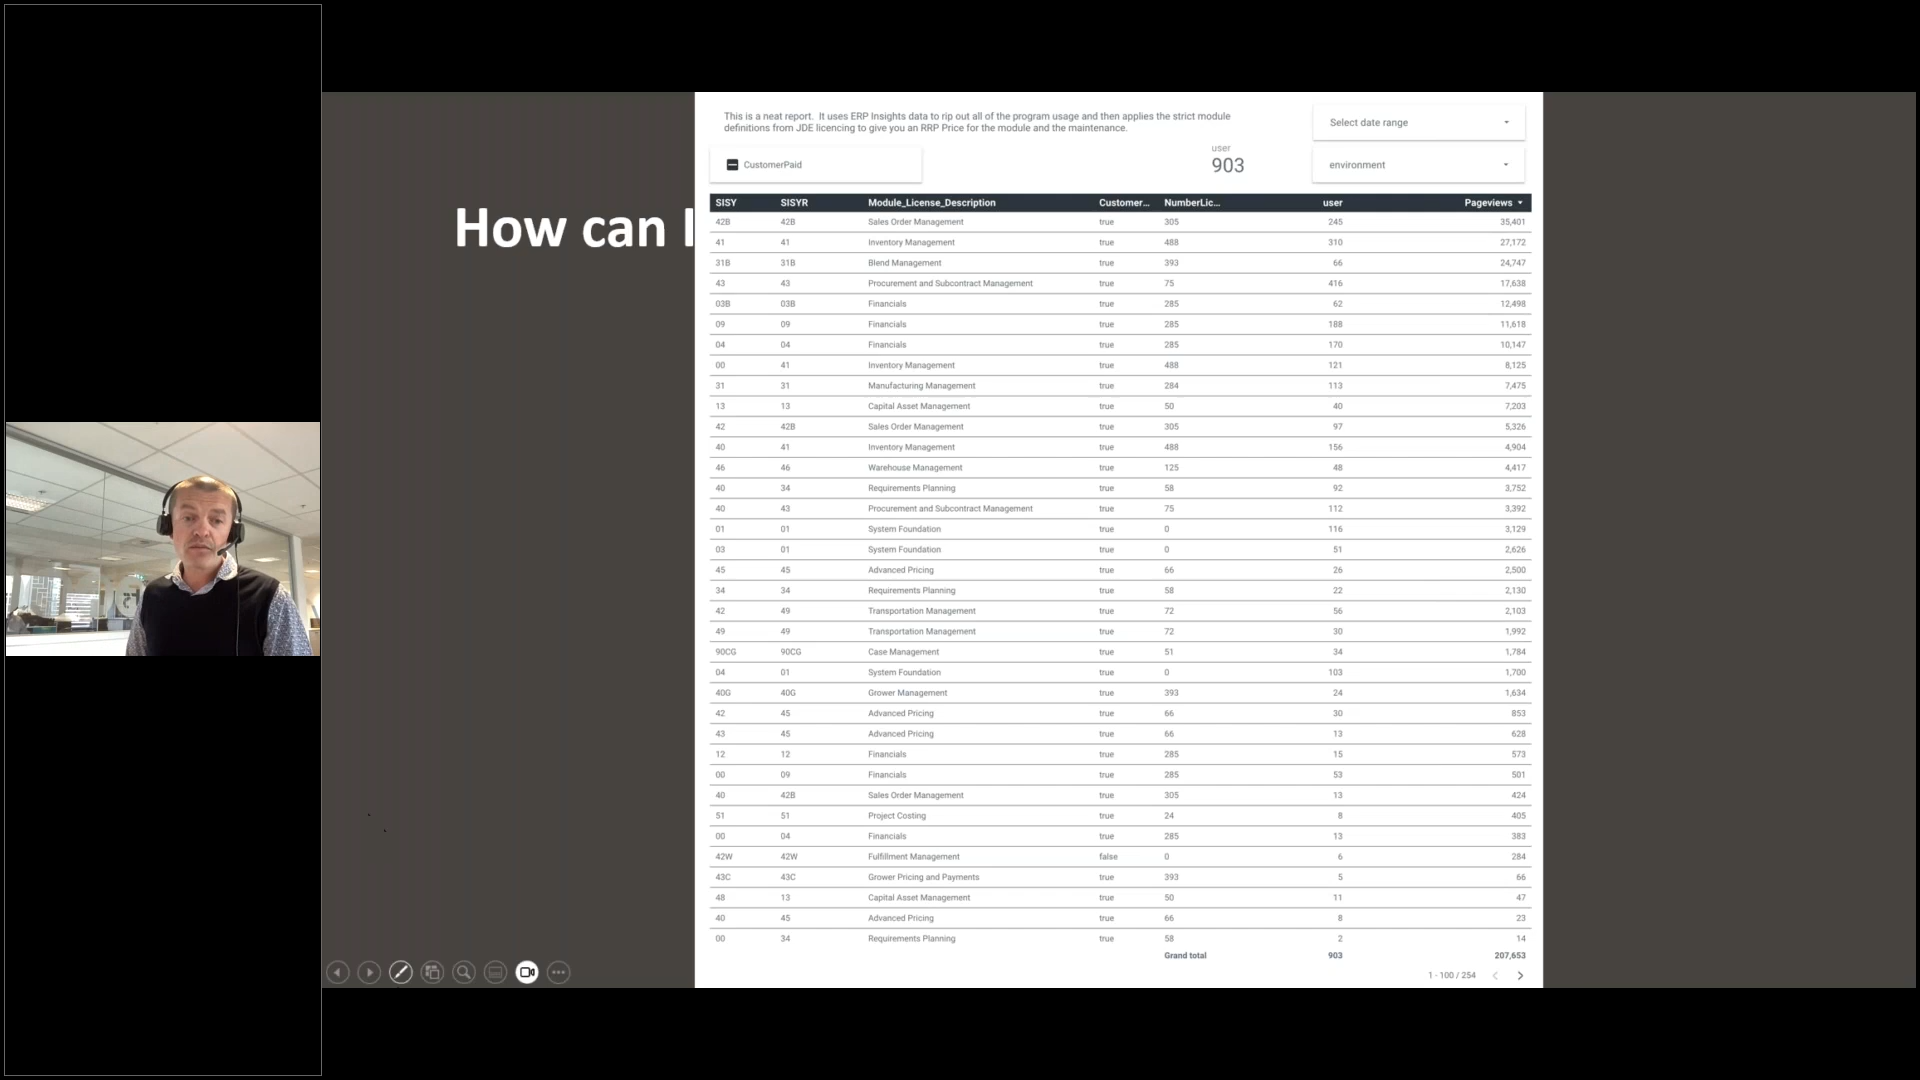 How can I
This is a neat report. It uses ERP Insights data to rip out all of the program usage and then applies the strict module
definitions from JDE licencing to give you an RRP Price for the module and the maintenance.
Select date range
CustomerPaid
user
903
environment
SISY SISYR Module_License_Description Customer... NumberLic... user Pageviews
42B 42B Sales Order Management true 305 245 35,401
41 41 Inventory Management true 488 310 27,172
31B 31B Blend Management true 393 66 24,747
43 43 Procurement and Subcontract Management true 75 416 17,638
03B 03B Financials true 285 62 12,498
09 09 Financials true 285 188 11,618
04 04 Financials true 285 170 10,147
00 41 Inventory Management true 488 121 8,125
31 31 Manufacturing Management true 284 113 7,475
13 13 Capital Asset Management true 50 40 7,203
42 42B Sales Order Management true 305 97 5,326
40 41 Inventory Management true 488 156 4,904
46 46 Warehouse Management true 125 48 4,417
40 34 Requirements Planning true 58 92 3,752
40 43 Procurement and Subcontract Management true 75 112 3,392
01 01 System Foundation true 0 116 3,129
03 01 System Foundation true 0 51 2,626
45 45 Advanced Pricing true 66 26 2,500
34 34 Requirements Planning true 58 22 2,130
42 49 Transportation Management true 72 56 2,103
49 49 Transportation Management true 72 30 1,992
90CG 90CG Case Management true 51 34 1,784
04 01 System Foundation true 0 103 1,700
40G 40G Grower Management true 393 24 1,634
42 45 Advanced Pricing true 66 30 853
43 45 Advanced Pricing true 66 13 628
12 12 Financials true 285 15 573
00 09 Financials true 285 53 501
40 42B Sales Order Management true 305 13 424
51 51 Project Costing true 24 8 405
00 04 Financials true 285 13 383
42W 42W Fulfillment Management false 0 6 284
43C 43C Grower Pricing and Payments true 393 5 66
48 13 Capital Asset Management true 50 11 47
40 45 Advanced Pricing true 66 8 23
00 34 Requirements Planning true 58 2 14
Grand total 903 207,653
1 - 100 / 254